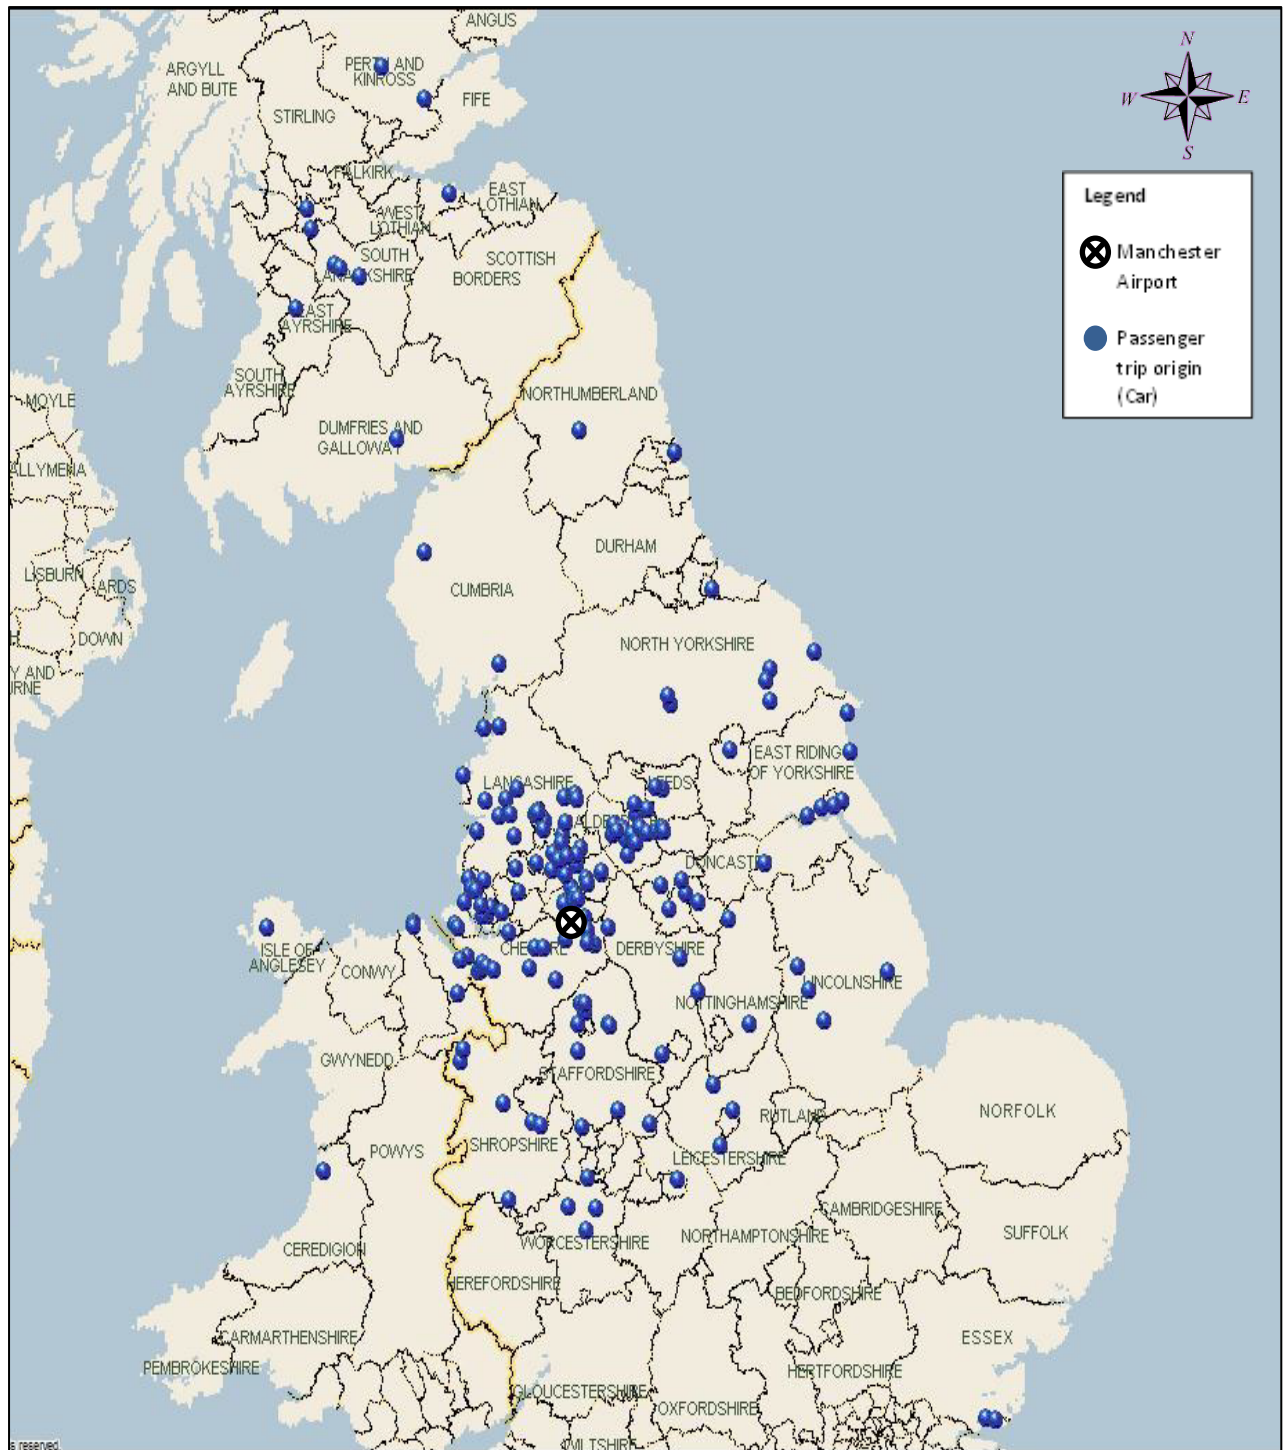 ANGUS
N
PERTH AND
KINROSS
ARGYLL
AND BUTE
FIFE
W
E
STIRLING
S
FALKIRK
Legend
EAST
LOTHIAN
WEST
LOTHIAN
Manchester
Airport
SOUTH
LANARKSHIRE
SCOTTISH
BORDERS
EAST
AYRSHIRE
Passenger
trip origin
(Car)
SOUTH
AYRSHIRE
NORTHUMBERLAND
MOYLE
DUMFRIES AND
GALLOWAY
ALLYMENA
DURHAM
LISBURN
ARDS
CUMBRIA
H
DOWN
NORTH YORKSHIRE
Y AND
URNE
EAST RIDING
OF YORKSHIRE
LANCASHIRE
LEEDS
DONCASTER
ISLE OF
ANGLESEY
CHESHIRE
DERBYSHIRE
CONWY
LINCOLNSHIRE
NOTTINGHAMSHIRE
GWYNEDD
STAFFORDSHIRE
RUTLAND
NORFOLK
SHROPSHIRE
POWYS
LEICESTERSHIRE
CAMBRIDGESHIRE
SUFFOLK
NORTHAMPTONSHIRE
WORCESTERSHIRE
CEREDIGION
HEREFORDSHIRE
BEDFORDSHIRE
CARMARTHENSHIRE
ESSEX
PEMBROKESHIRE
HERTFORDSHIRE
GLOUCESTERSHIRE
OXFORDSHIRE
WILTSHIRE
s reserved.